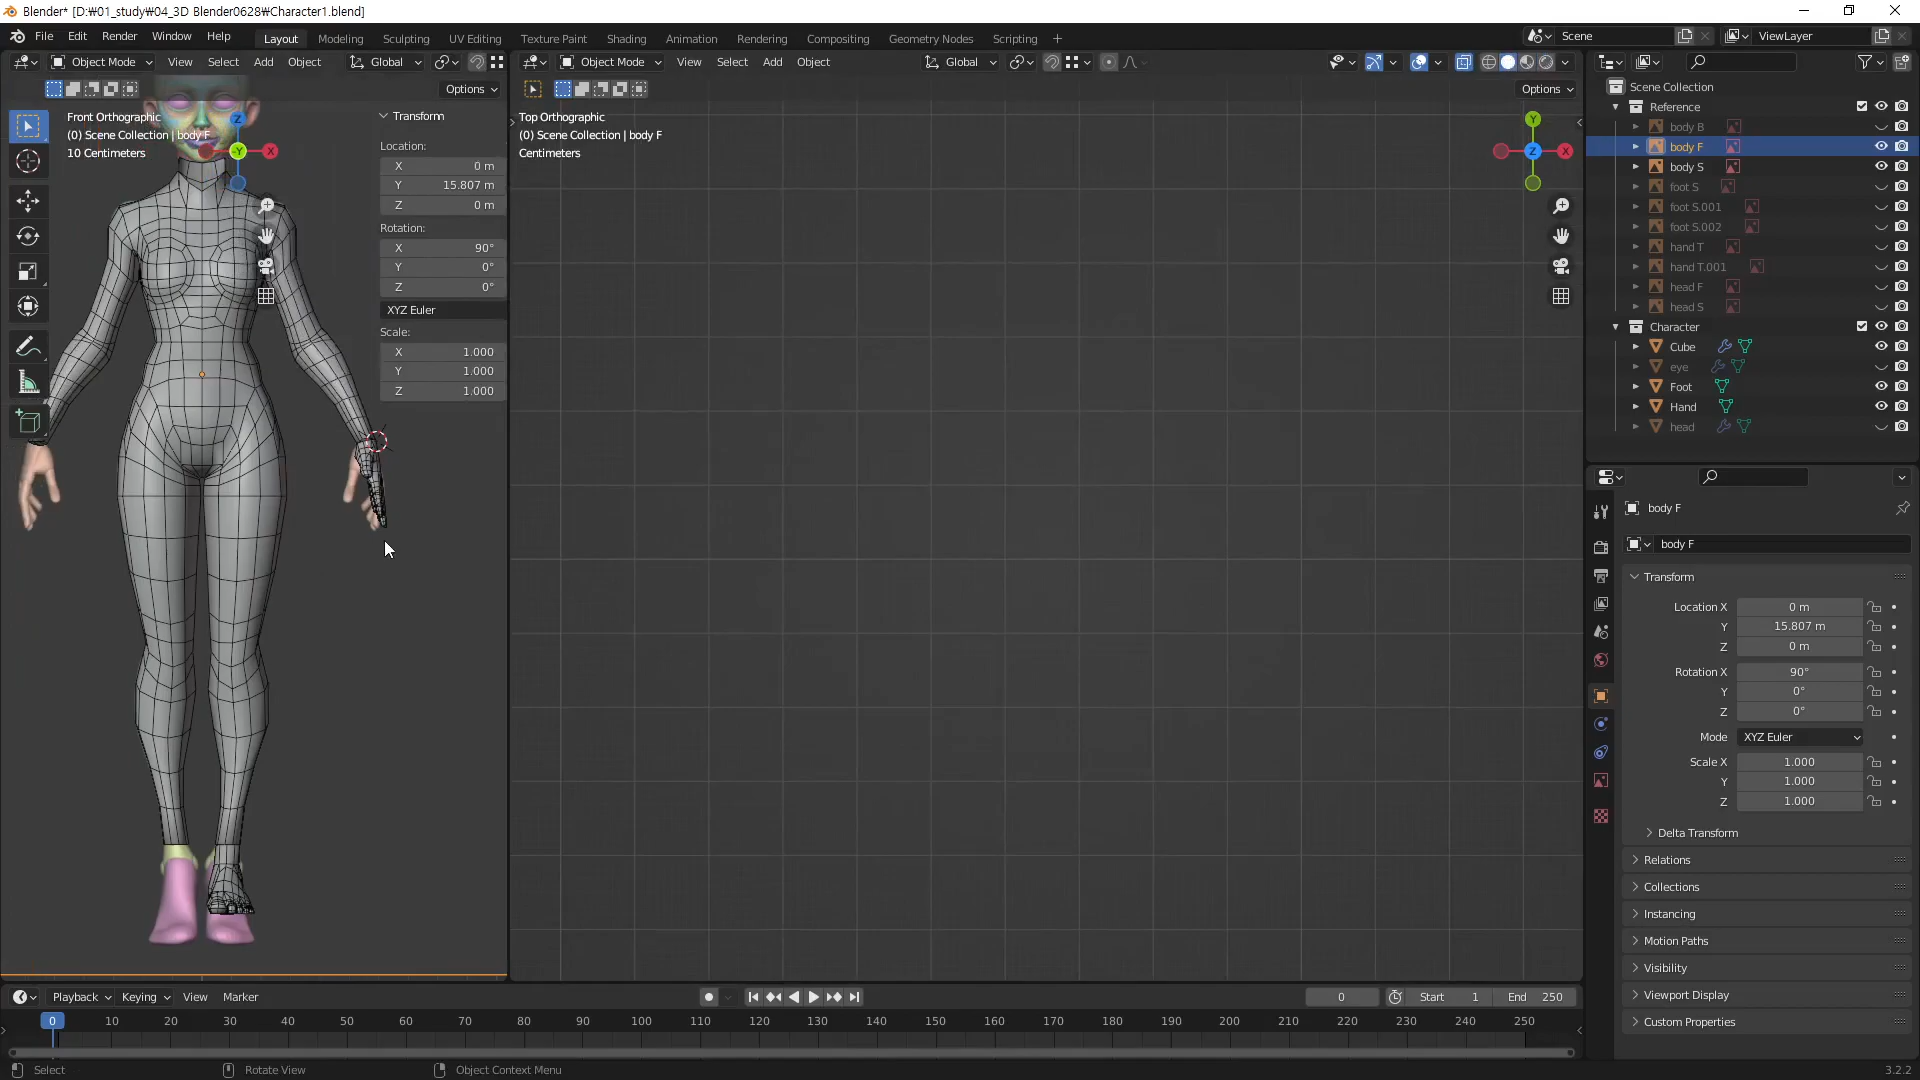 Blender* [D:\01_study\04_3D Blender0628\Character1.blend]
File Edit Render Window Help Layout Modeling Sculpting UV Editing Texture Paint Shading Animation Rendering Compositing Geometry Nodes Scripting Scene ViewLayer
Object Mode View Select Add Object Global Object Mode View Select Add Object Global
Options Options
Front Orthographic
(0) Scene Collection | body F
10 Centimeters
Transform
Location:
X 0 m
Y 15.807 m
Z 0 m
Rotation:
X 90°
Y 0°
Z 0°
XYZ Euler
Scale:
X 1.000
Y 1.000
Z 1.000
Z
-Y X
Top Orthographic
(0) Scene Collection | body F
Centimeters
Y
Z X
Scene Collection
Reference
body B
body F
body S
foot S
foot S.001
foot S.002
hand T
hand T.001
head F
head S
Character
Cube
eye
Foot
Hand
head
body F
body F
Transform
Location X 0 m
Y 15.807 m
Z 0 m
Rotation X 90°
Y 0°
Z 0°
Mode XYZ Euler
Scale X 1.000
Y 1.000
Z 1.000
Delta Transform
Relations
Collections
Instancing
Motion Paths
Visibility
Viewport Display
Custom Properties
Playback Keying View Marker 0 Start 1 End 250
0 10 20 30 40 50 60 70 80 90 100 110 120 130 140 150 160 170 180 190 200 210 220 230 240 250
Select Rotate View Object Context Menu 3.2.2